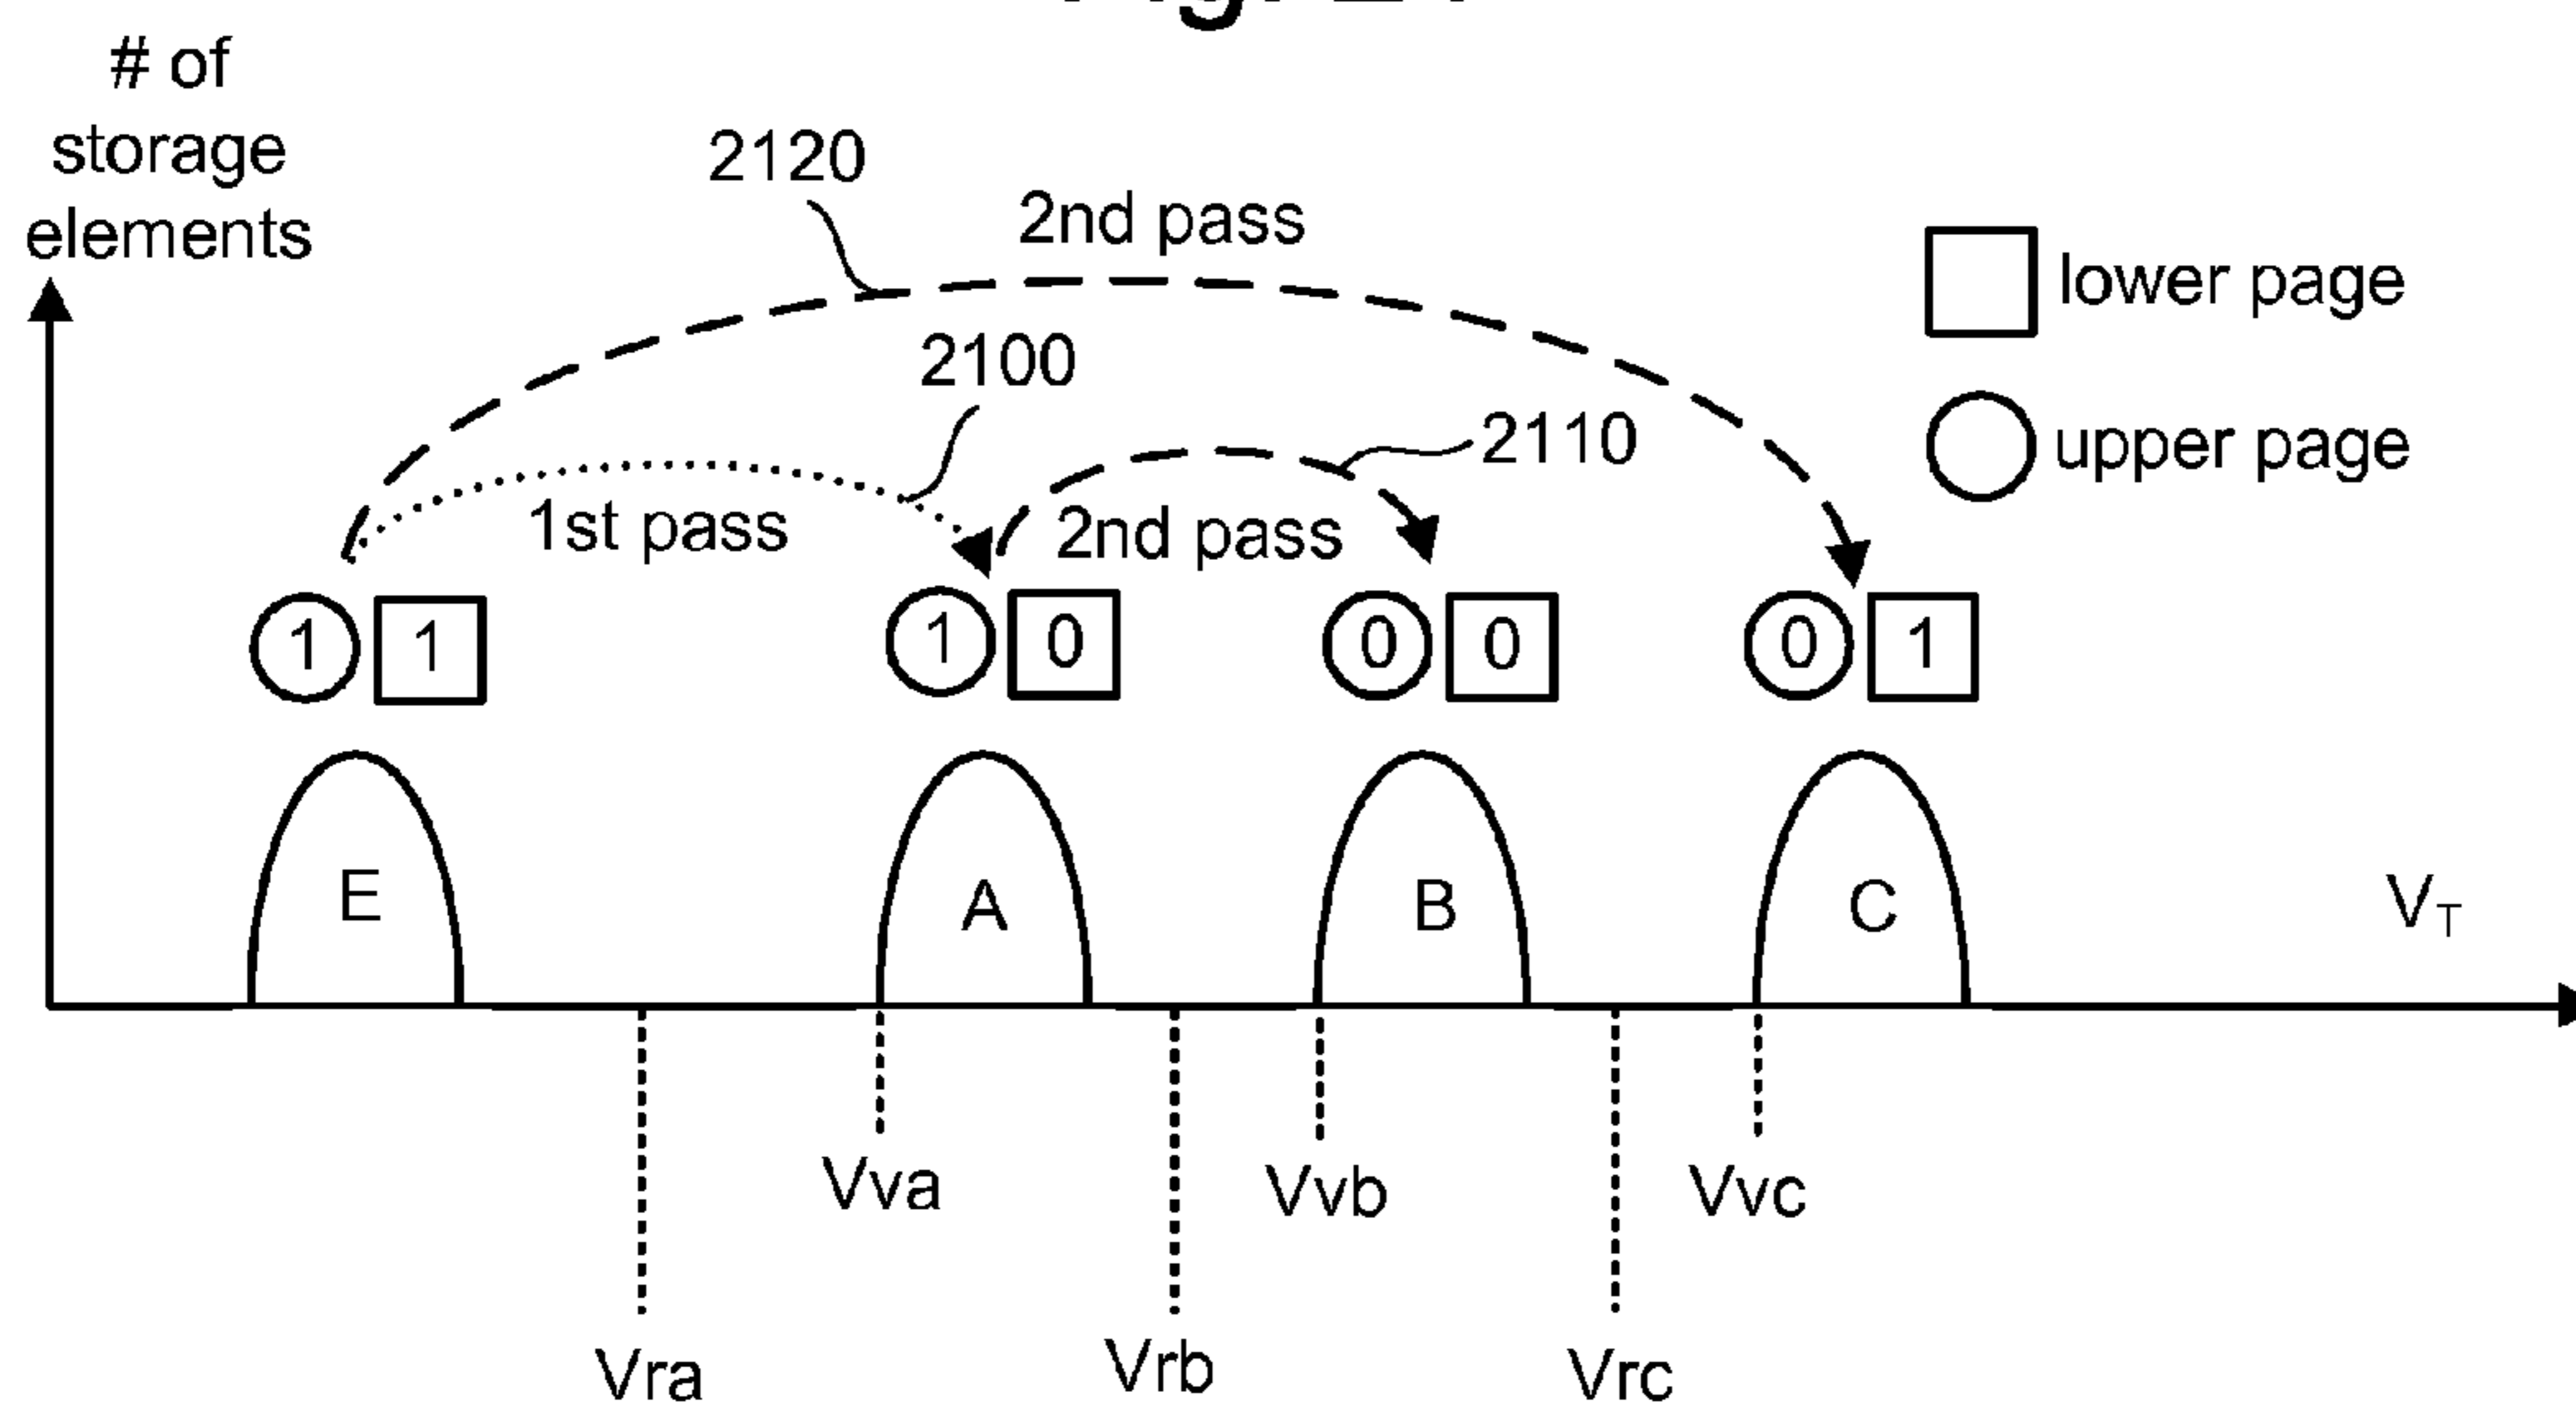 # of
storage
elements
2120
2nd pass
lower page
2100
2110
upper page
1st pass
2nd pass
1 1
1 0
0 0
0 1
E
A
B
C
VT
Vva
Vvb
Vvc
Vra
Vrb
Vrc